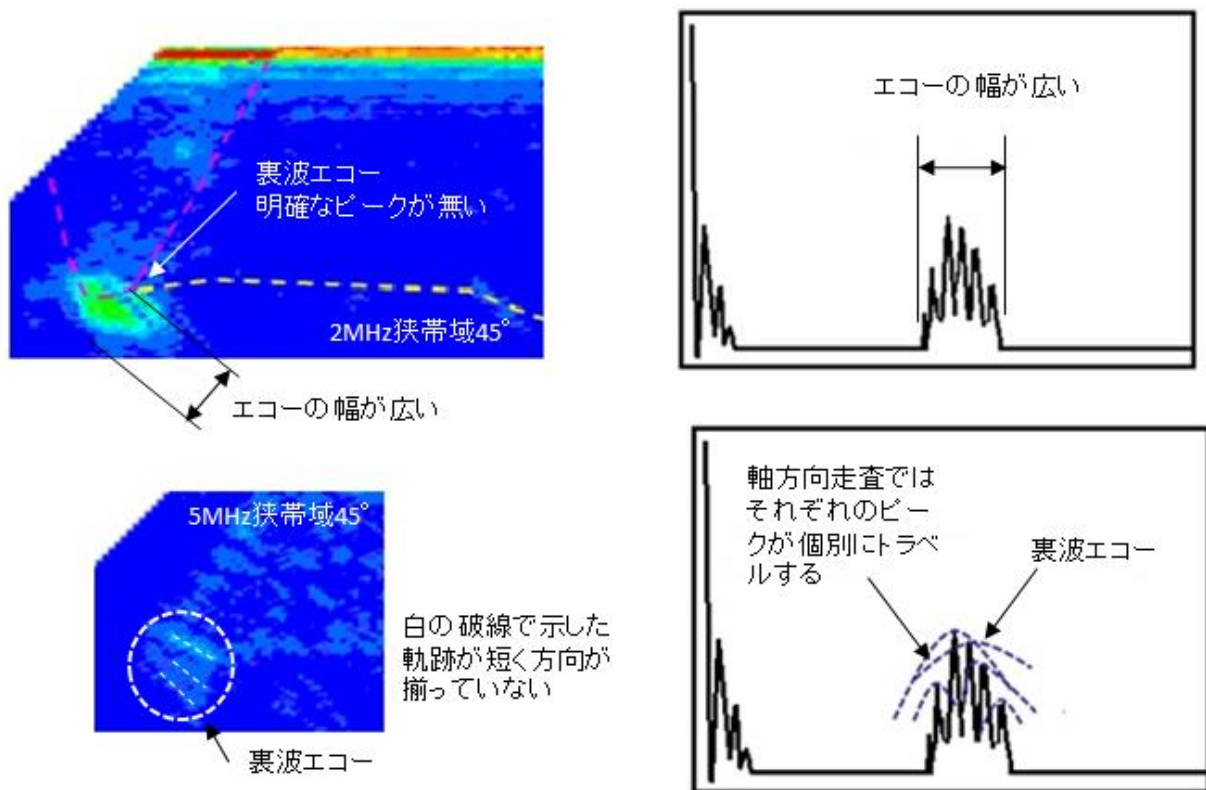 裏波エコー
明確なピークが無い
2MHz狭帯域45°
エコーの幅が広い
エコーの幅が広い
5MHz狭帯域45°
白の破線で示した
軌跡が短く方向が
揃っていない
裏波エコー
軸方向走査では
それぞれのピー
クが個別にトラベ
ルする
裏波エコー